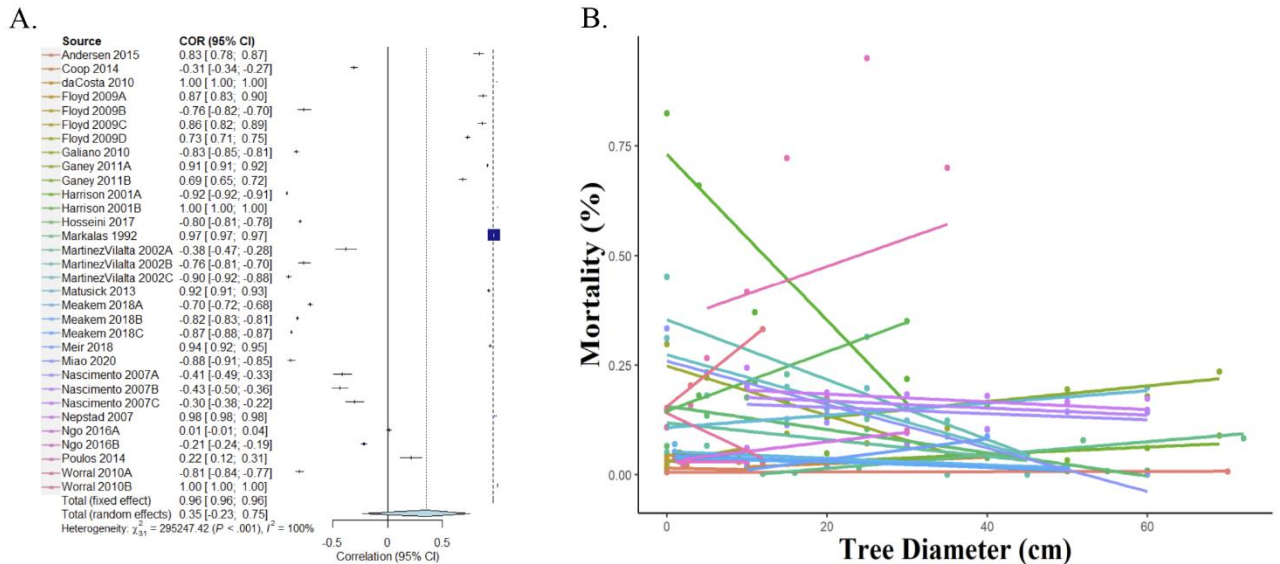 A.
Source COR (95% CI)
Andersen 2015 0.83 [ 0.78; 0.87]
Coop 2014 -0.31 [-0.34; -0.27]
daCosta 2010 1.00 [ 1.00; 1.00]
Floyd 2009A 0.87 [ 0.83; 0.90]
Floyd 2009B -0.76 [-0.82; -0.70]
Floyd 2009C 0.86 [ 0.82; 0.89]
Floyd 2009D 0.73 [ 0.71; 0.75]
Galiano 2010 -0.83 [-0.85; -0.81]
Ganey 2011A 0.91 [ 0.91; 0.92]
Ganey 2011B 0.69 [ 0.65; 0.72]
Harrison 2001A -0.92 [-0.92; -0.91]
Harrison 2001B 1.00 [ 1.00; 1.00]
Hosseini 2017 -0.80 [-0.81; -0.78]
Markalas 1992 0.97 [ 0.97; 0.97]
MartinezVilalta 2002A -0.38 [-0.47; -0.28]
MartinezVilalta 2002B -0.76 [-0.81; -0.70]
MartinezVilalta 2002C -0.90 [-0.92; -0.88]
Matusick 2013 0.92 [ 0.91; 0.93]
Meakem 2018A -0.70 [-0.72; -0.68]
Meakem 2018B -0.82 [-0.83; -0.81]
Meakem 2018C -0.87 [-0.88; -0.87]
Meir 2018 0.94 [ 0.92; 0.95]
Miao 2020 -0.88 [-0.91; -0.85]
Nascimento 2007A -0.41 [-0.49; -0.33]
Nascimento 2007B -0.43 [-0.50; -0.36]
Nascimento 2007C -0.30 [-0.38; -0.22]
Nepstad 2007 0.98 [ 0.98; 0.98]
Ngo 2016A 0.01 [-0.01; 0.04]
Ngo 2016B -0.21 [-0.24; -0.19]
Poulos 2014 0.22 [ 0.12; 0.31]
Worral 2010A -0.81 [-0.84; -0.77]
Worral 2010B 1.00 [ 1.00; 1.00]
Total (fixed effect) 0.96 [ 0.96; 0.96]
Total (random effects) 0.35 [-0.23; 0.75]
Heterogeneity: χ²₃₁ = 295247.42 (P < .001), I² = 100%
-0.5 0 0.5
Correlation (95% CI)
B.
Mortality (%)
0.75
0.50
0.25
0.00
0 20 40 60
Tree Diameter (cm)